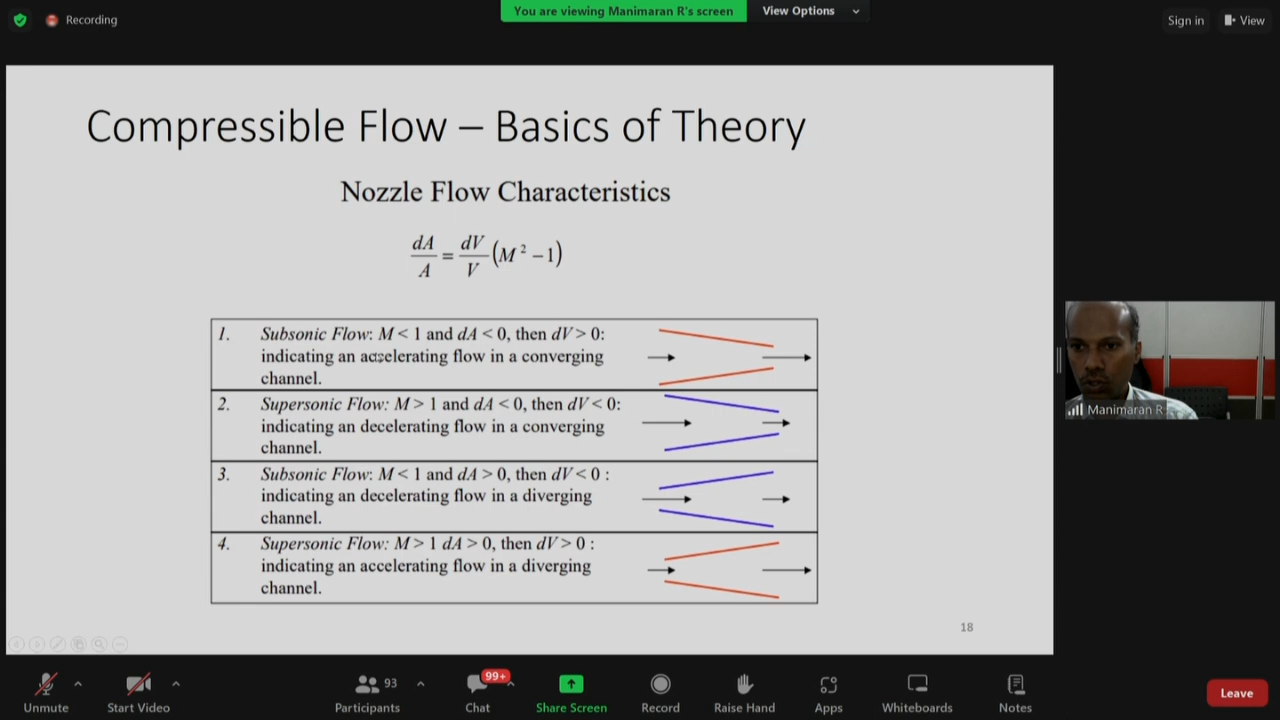 Recording
You are viewing Manimaran R's screen
View Options
Sign in
View
Compressible Flow – Basics of Theory
Nozzle Flow Characteristics
dA/A = dV/V (M² − 1)
1. Subsonic Flow: M < 1 and dA < 0, then dV > 0:
indicating an accelerating flow in a converging
channel.
2. Supersonic Flow: M > 1 and dA < 0, then dV < 0:
indicating an decelerating flow in a converging
channel.
3. Subsonic Flow: M < 1 and dA > 0, then dV < 0 :
indicating an decelerating flow in a diverging
channel.
4. Supersonic Flow: M > 1 dA > 0, then dV > 0 :
indicating an accelerating flow in a diverging
channel.
18
Manimaran R
Unmute
Start Video
93
Participants
99+
Chat
Share Screen
Record
Raise Hand
Apps
Whiteboards
Notes
Leave